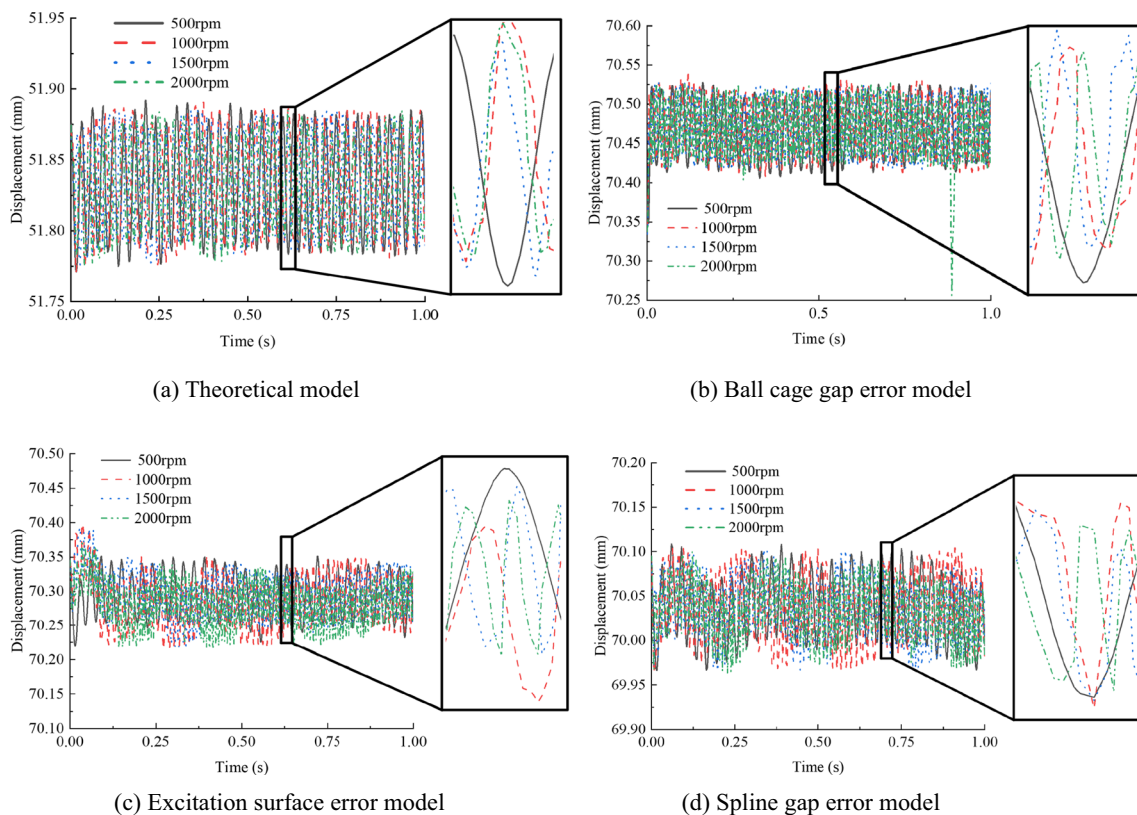 51.95
51.90
51.85
51.80
51.75
Displacement (mm)
500rpm
1000rpm
1500rpm
2000rpm
0.00
0.25
0.50
0.75
1.00
Time (s)
(a) Theoretical model
70.60
70.55
70.50
70.45
70.40
70.35
70.30
70.25
Displacement (mm)
500rpm
1000rpm
1500rpm
2000rpm
0.0
0.5
1.0
Time (s)
(b) Ball cage gap error model
70.50
70.45
70.40
70.35
70.30
70.25
70.20
70.15
70.10
Displacement (mm)
500rpm
1000rpm
1500rpm
2000rpm
0.00
0.25
0.50
0.75
1.00
Time (s)
(c) Excitation surface error model
70.20
70.15
70.10
70.05
70.00
69.95
69.90
Displacement (mm)
500rpm
1000rpm
1500rpm
2000rpm
0.00
0.25
0.50
0.75
1.00
Time (s)
(d) Spline gap error model